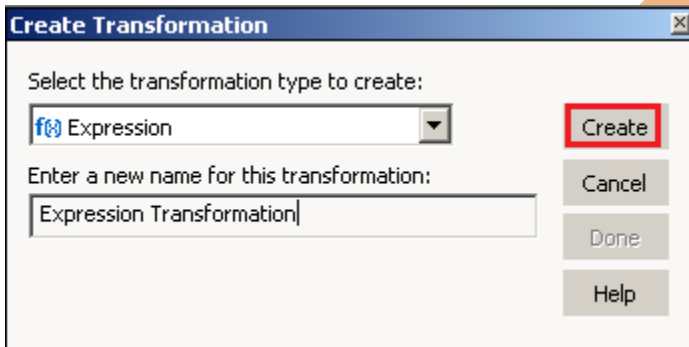 Create Transformation
Select the transformation type to create:
f(x) Expression
Create
Enter a new name for this transformation:
Cancel
Expression Transformation
Done
Help